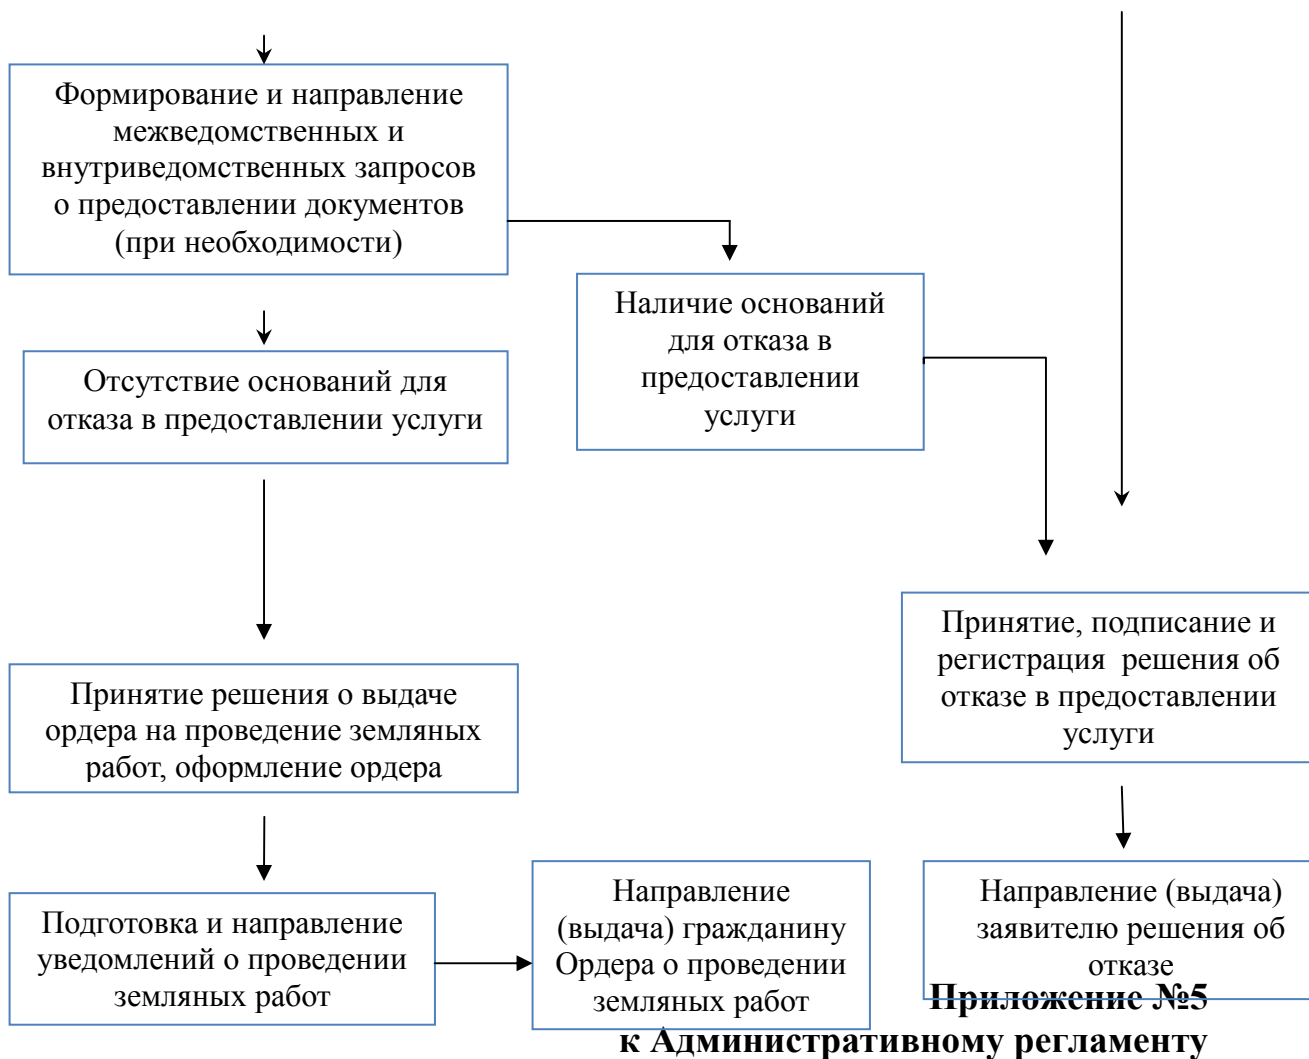 Формирование и направление
межведомственных и
внутриведомственных запросов
о предоставлении документов
(при необходимости)
Наличие оснований
для отказа в
предоставлении
услуги
Отсутствие оснований для
отказа в предоставлении услуги
Принятие, подписание и
регистрация решения об
отказе в предоставлении
услуги
Принятие решения о выдаче
ордера на проведение земляных
работ, оформление ордера
Подготовка и направление
уведомлений о проведении
земляных работ
Направление
(выдача) гражданину
Ордера о проведении
земляных работ
Направление (выдача)
заявителю решения об
отказе
Приложение №5
к Административному регламенту